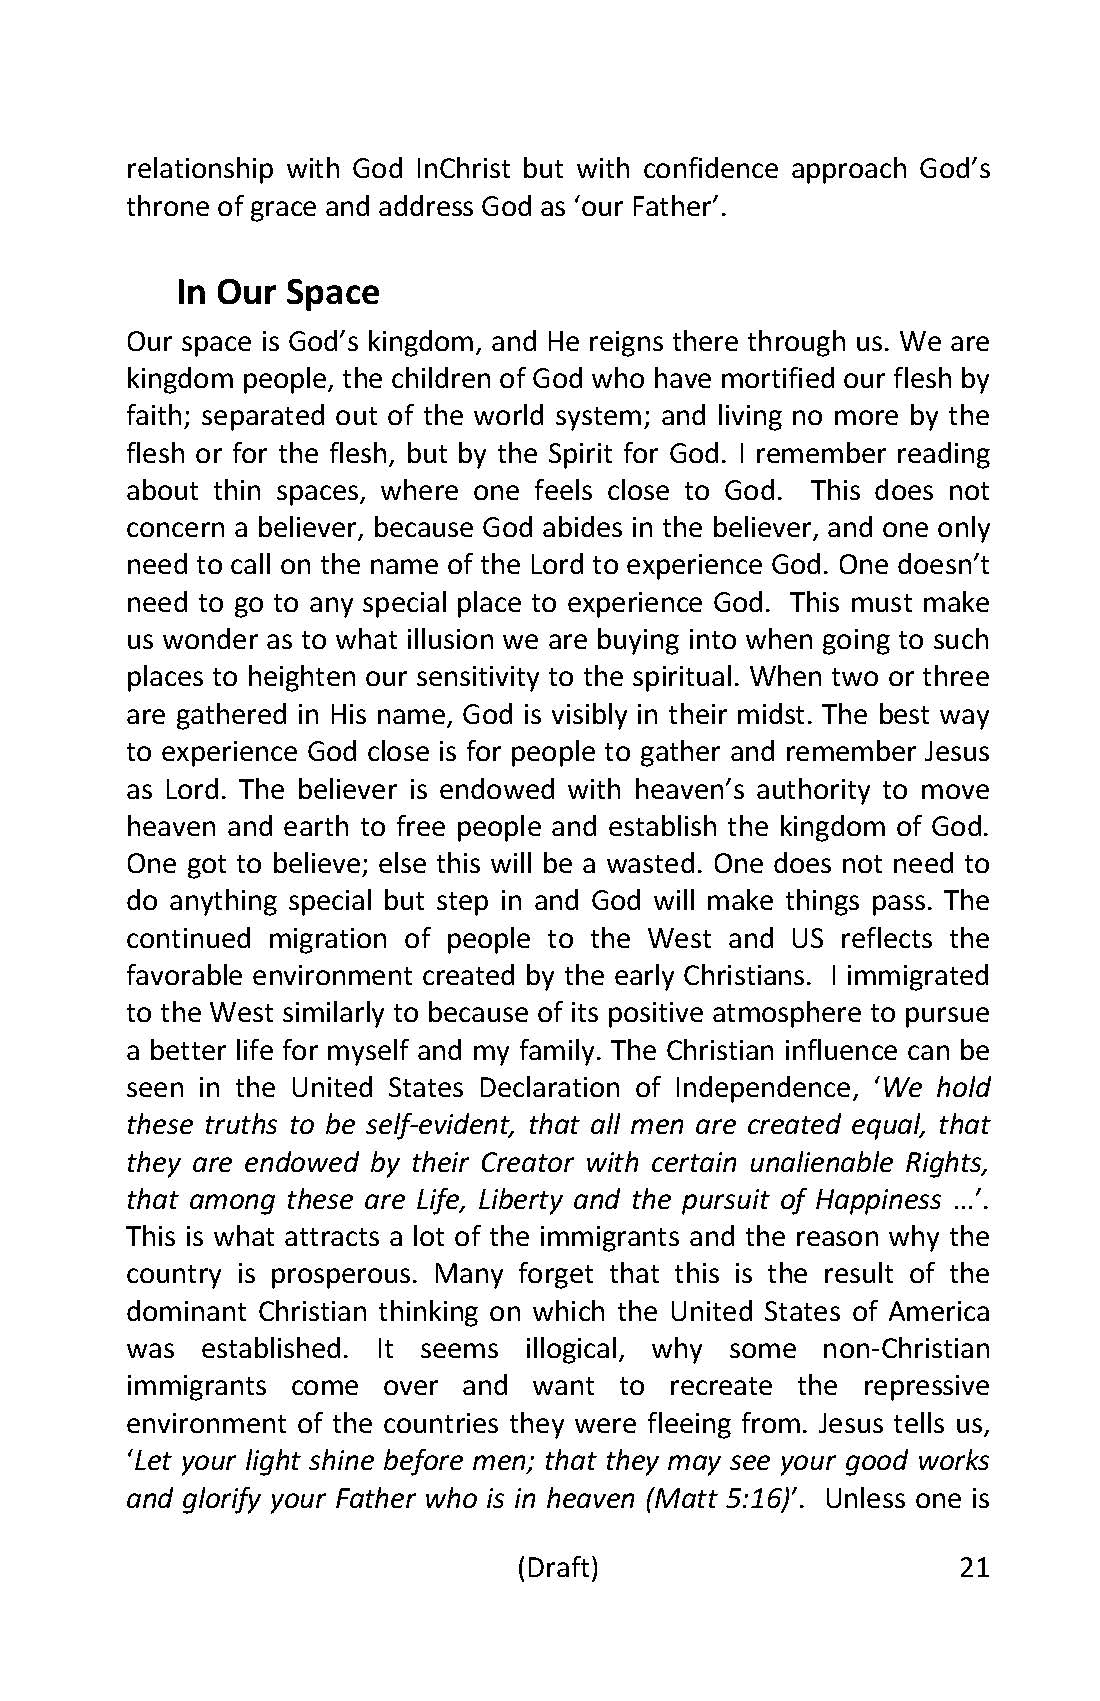 relationship with God InChrist but with confidence approach God’s
throne of grace and address God as ‘our Father’.
In Our Space
Our space is God’s kingdom, and He reigns there through us. We are
kingdom people, the children of God who have mortified our flesh by
faith; separated out of the world system; and living no more by the
flesh or for the flesh, but by the Spirit for God. I remember reading
about thin spaces, where one feels close to God.  This does not
concern a believer, because God abides in the believer, and one only
need to call on the name of the Lord to experience God. One doesn’t
need to go to any special place to experience God.  This must make
us wonder as to what illusion we are buying into when going to such
places to heighten our sensitivity to the spiritual. When two or three
are gathered in His name, God is visibly in their midst. The best way
to experience God close is for people to gather and remember Jesus
as Lord. The believer is endowed with heaven’s authority to move
heaven and earth to free people and establish the kingdom of God.
One got to believe; else this will be a wasted. One does not need to
do anything special but step in and God will make things pass. The
continued migration of people to the West and US reflects the
favorable environment created by the early Christians.  I immigrated
to the West similarly to because of its positive atmosphere to pursue
a better life for myself and my family. The Christian influence can be
seen in the United States Declaration of Independence, ‘We hold
these truths to be self-evident, that all men are created equal, that
they are endowed by their Creator with certain unalienable Rights,
that among these are Life, Liberty and the pursuit of Happiness …’.
This is what attracts a lot of the immigrants and the reason why the
country is prosperous. Many forget that this is the result of the
dominant Christian thinking on which the United States of America
was established. It seems illogical, why some non-Christian
immigrants come over and want to recreate the repressive
environment of the countries they were fleeing from. Jesus tells us,
‘Let your light shine before men; that they may see your good works
and glorify your Father who is in heaven (Matt 5:16)’.  Unless one is
(Draft) 21